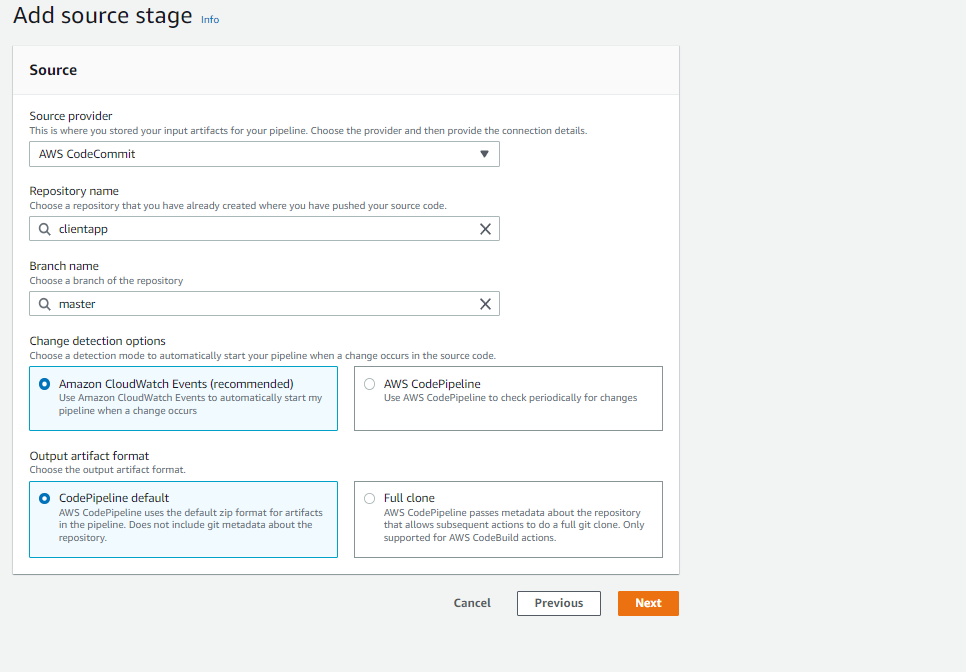 Add source stage Info
Source
Source provider
This is where you stored your input artifacts for your pipeline. Choose the provider and then provide the connection details.
AWS CodeCommit
Repository name
Choose a repository that you have already created where you have pushed your source code.
clientapp
Branch name
Choose a branch of the repository
master
Change detection options
Choose a detection mode to automatically start your pipeline when a change occurs in the source code.
Amazon CloudWatch Events (recommended)
Use Amazon CloudWatch Events to automatically start my
pipeline when a change occurs
AWS CodePipeline
Use AWS CodePipeline to check periodically for changes
Output artifact format
Choose the output artifact format.
CodePipeline default
AWS CodePipeline uses the default zip format for artifacts
in the pipeline. Does not include git metadata about the
repository.
Full clone
AWS CodePipeline passes metadata about the repository
that allows subsequent actions to do a full git clone. Only
supported for AWS CodeBuild actions.
Cancel
Previous
Next